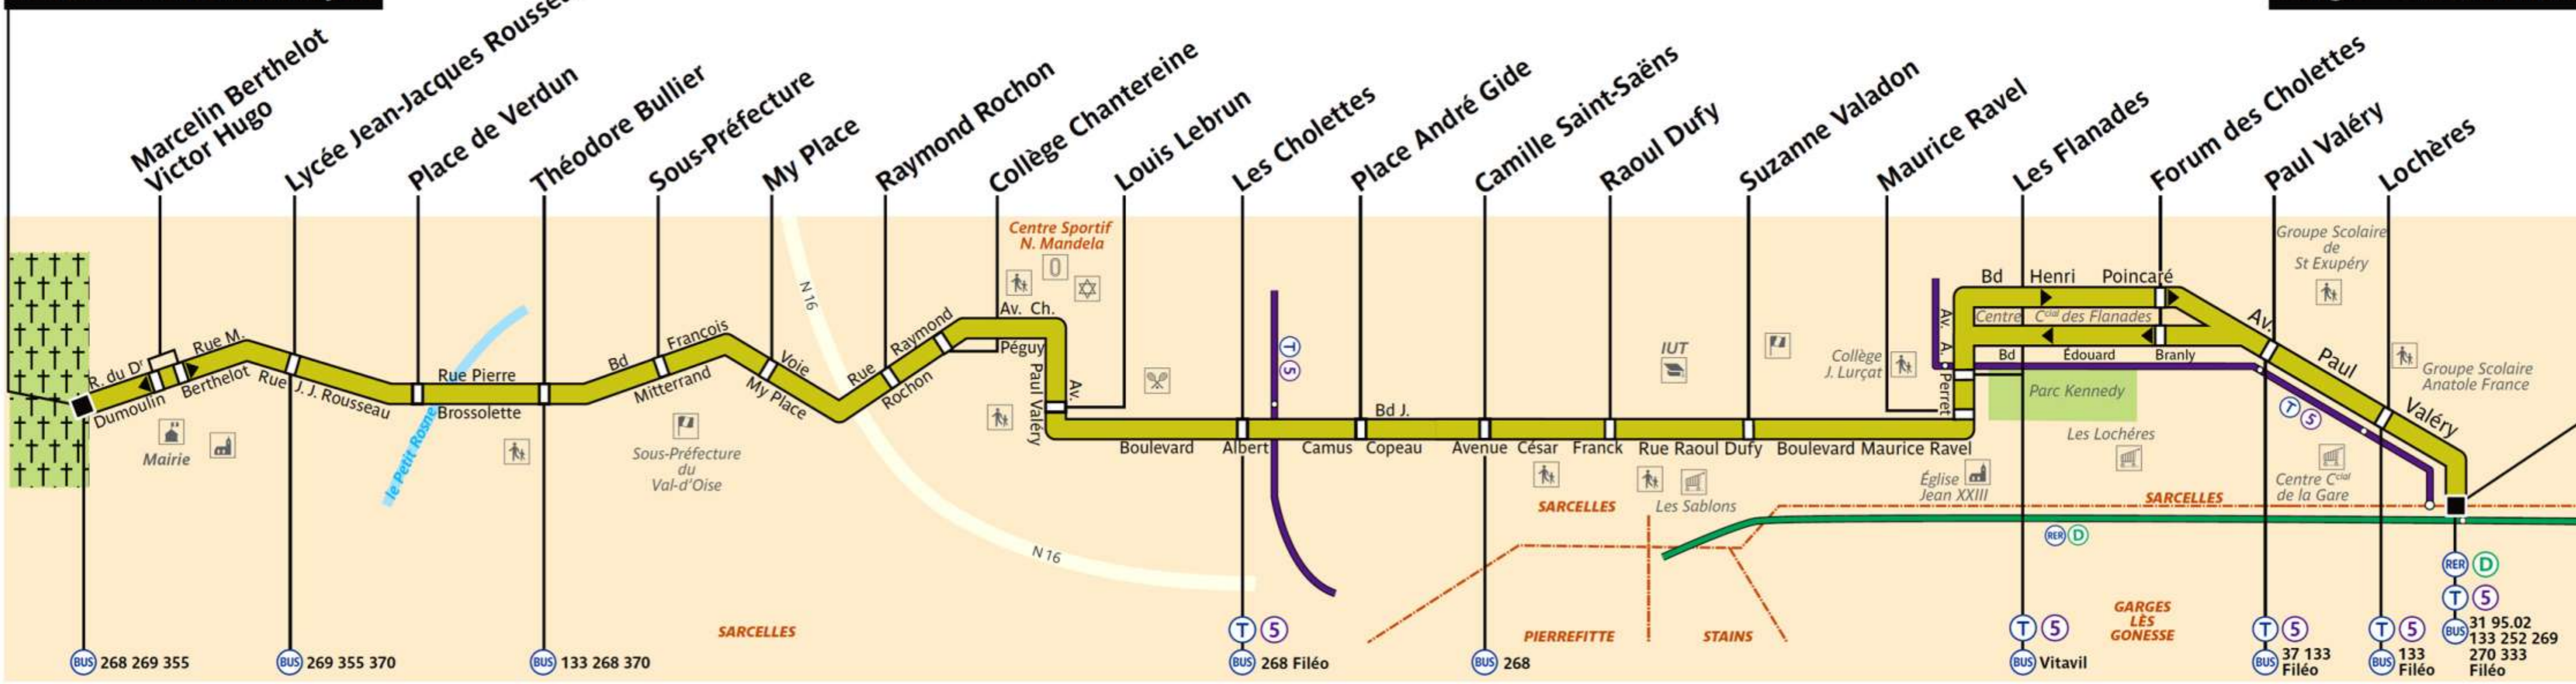 Marcelin Berthelot
Victor Hugo
Lycée Jean-Jacques
Place de Verdun
Théodore Bullier
Sous-Préfecture
My Place
Raymond Rochon
Collège Chantereine
Louis Lebrun
Les Cholettes
Place André Gide
Camille Saint-Saëns
Raoul Dufy
Suzanne Valadon
Maurice Ravel
Les Flanades
Forum des Cholettes
Paul Valéry
Lochères
R. du Dr
Dumoulin
Rue M.
Berthelot
Rue J. J. Rousseau
Rue Pierre
Brossolette
le Petit Rosne
Bd François
Mitterrand
Voie
My Place
Rue Raymond
Rochon
N 16
N 16
Av. Ch.
Péguy
Av.
Paul Valéry
Boulevard Albert Camus
Bd J.
Copeau
Avenue César Franck
Rue Raoul Dufy
Boulevard Maurice Ravel
Av. A. Perret
Bd Henri Poincaré
Centre Ccial des Flanades
Bd Édouard Branly
Av. Paul Valéry
Mairie
Sous-Préfecture
du
Val-d'Oise
Centre Sportif
N. Mandela
0
T 5
IUT
Les Sablons
Collège
J. Lurçat
Église
Jean XXIII
Parc Kennedy
Les Lochéres
Groupe Scolaire
de
St Exupéry
Groupe Scolaire
Anatole France
T 5
Centre Ccial
de la Gare
SARCELLES
SARCELLES
SARCELLES
PIERREFITTE
STAINS
GARGES
LÈS
GONESSE
RER D
BUS 268 269 355
BUS 269 355 370
BUS 133 268 370
T 5
BUS 268 Filéo
BUS 268
T 5
BUS Vitavil
T 5
BUS 37 133
Filéo
T 5
BUS 133
Filéo
RER D
T 5
BUS 31 95.02
133 252 269
270 333
Filéo